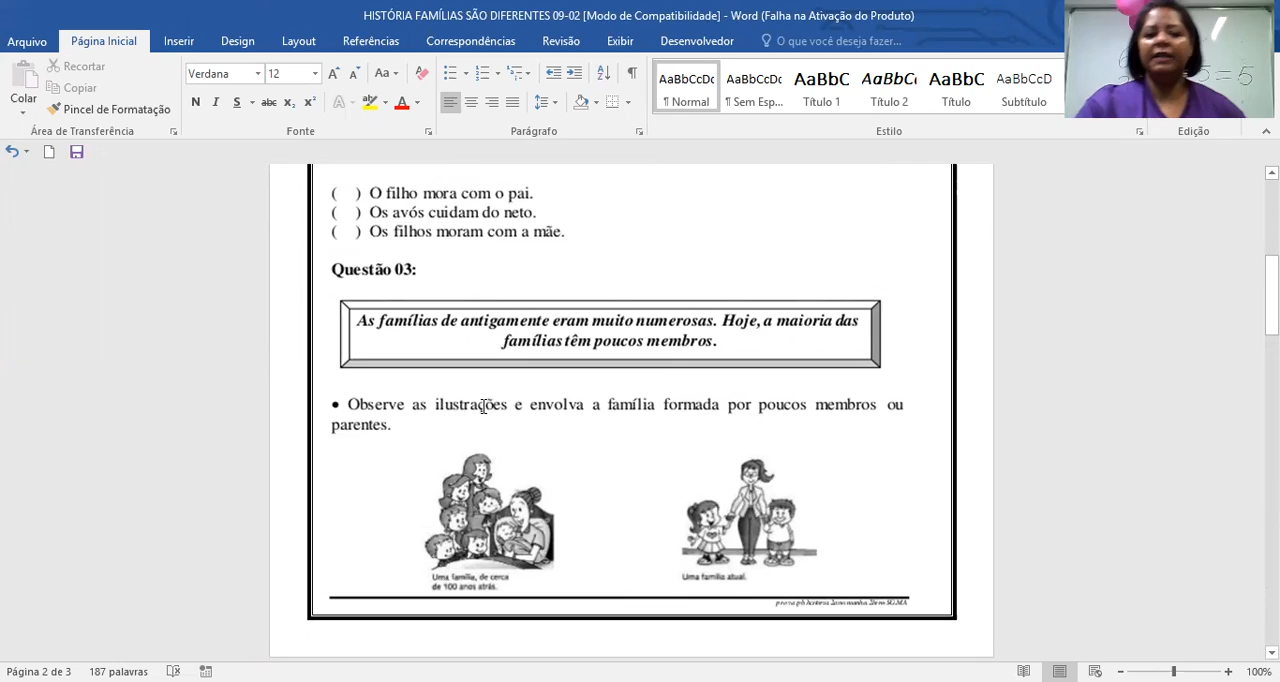 HISTÓRIA FAMÍLIAS SÃO DIFERENTES 09-02 [Modo de Compatibilidade] - Word (Falha na Ativação do Produto)
Arquivo Página Inicial Inserir Design Layout Referências Correspondências Revisão Exibir Desenvolvedor O que você deseja fazer...
Colar
Recortar
Copiar
Pincel de Formatação
Verdana 12
N I S abc x₂ x² A A
Aa
AaBbCcDc AaBbCcDc AaBbC AaBbCc AaBbC AaBbCcD
¶ Normal ¶ Sem Esp... Título 1 Título 2 Título Subtítulo
Área de Transferência Fonte Parágrafo Estilo Edição
5 = 5
( ) O filho mora com o pai.
( ) Os avós cuidam do neto.
( ) Os filhos moram com a mãe.
Questão 03:
As famílias de antigamente eram muito numerosas. Hoje, a maioria das
famílias têm poucos membros.
• Observe as ilustrações e envolva a família formada por poucos membros ou
parentes.
Uma família, de cerca
de 100 anos atrás.
Uma família atual.
Página 2 de 3 187 palavras 100%